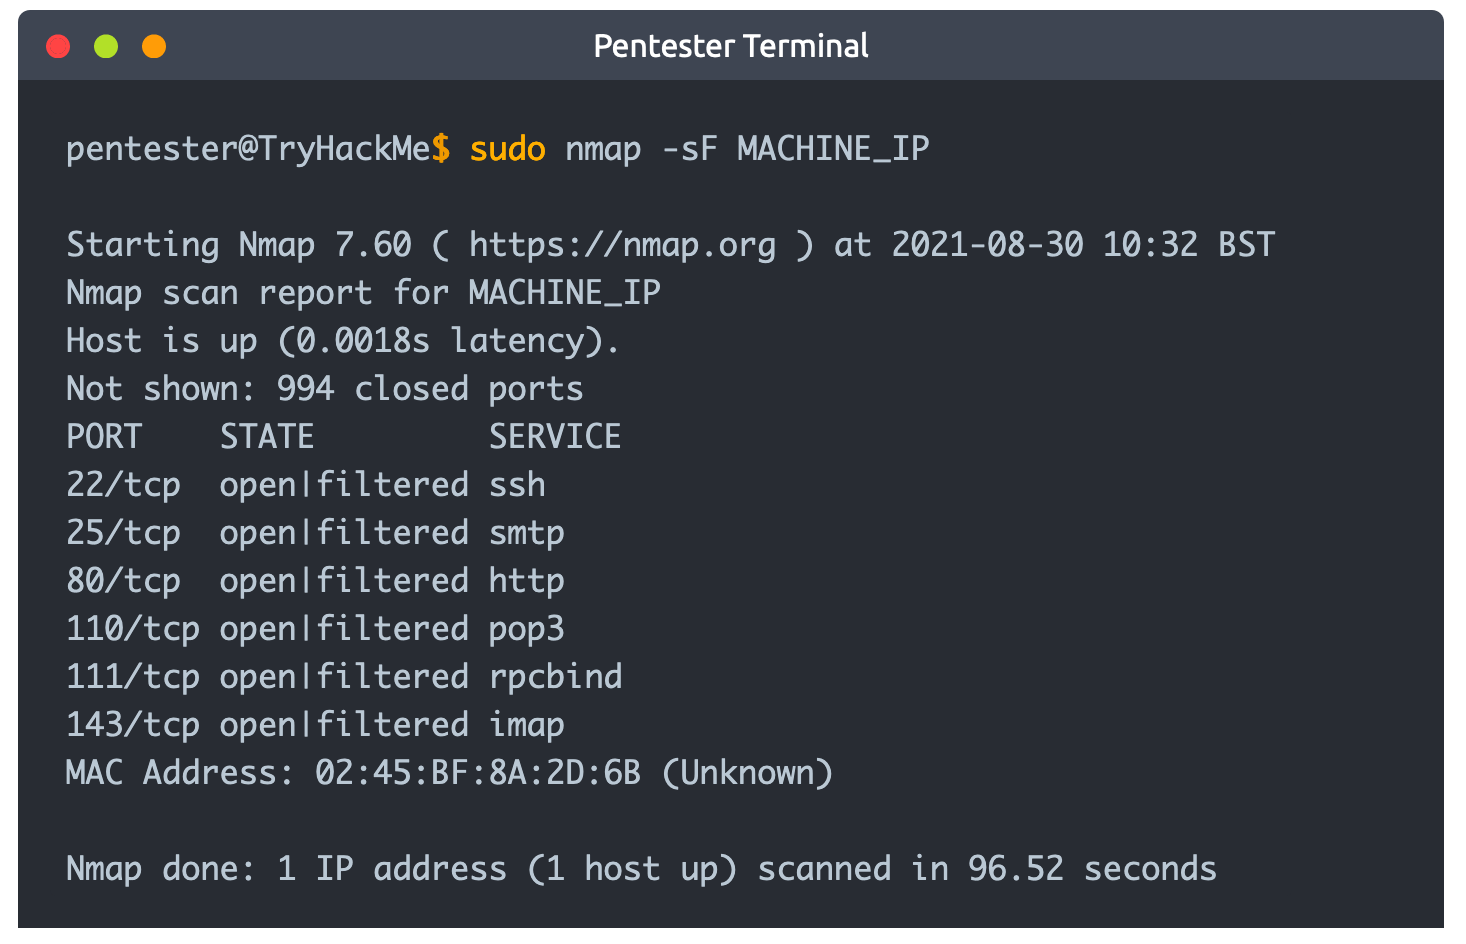 Pentester Terminal
pentester@TryHackMe$ sudo nmap -sF MACHINE_IP
Starting Nmap 7.60 ( https://nmap.org ) at 2021-08-30 10:32 BST
Nmap scan report for MACHINE_IP
Host is up (0.0018s latency).
Not shown: 994 closed ports
PORT    STATE         SERVICE
22/tcp  open|filtered ssh
25/tcp  open|filtered smtp
80/tcp  open|filtered http
110/tcp open|filtered pop3
111/tcp open|filtered rpcbind
143/tcp open|filtered imap
MAC Address: 02:45:BF:8A:2D:6B (Unknown)
Nmap done: 1 IP address (1 host up) scanned in 96.52 seconds